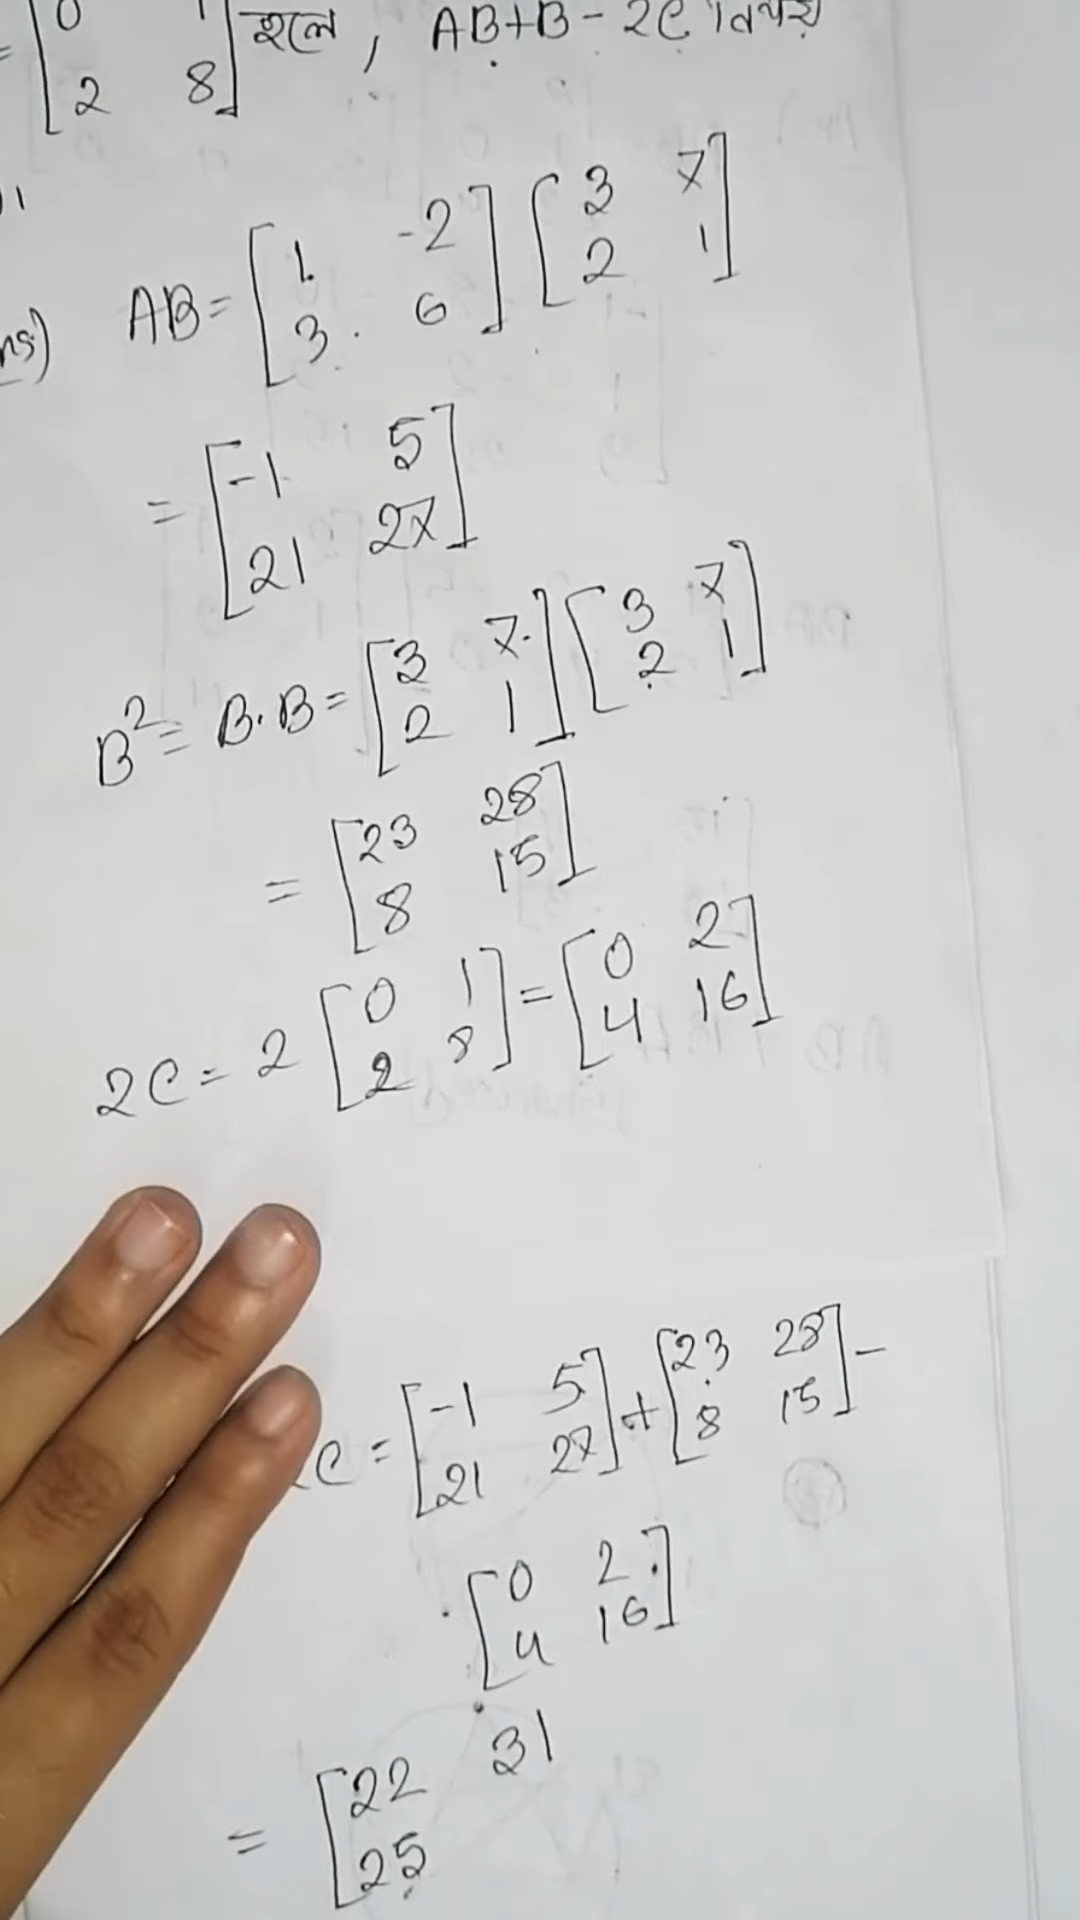 = [0 1
2 8] হলে, AB+B-2C নির্ণয়
AB= [1 -2
3 6] [3 7
2 1]
= [-1 5
21 27]
B²= B.B= [3 7
2 1] [3 7
2 1]
= [23 28
8 15]
2C= 2 [0 1
2 8] = [0 2
4 16]
C = [-1 5
21 27] + [23 28
8 15] -
[0 2
4 16]
= [22 31
25